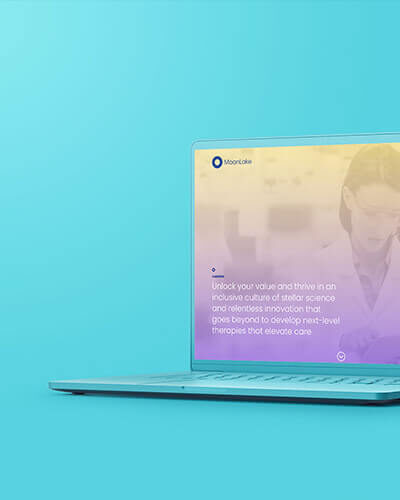 MoonLake
Unlock your value and thrive in an
inclusive culture of stellar science
and relentless innovation that
goes beyond to develop next-level
therapies that elevate care